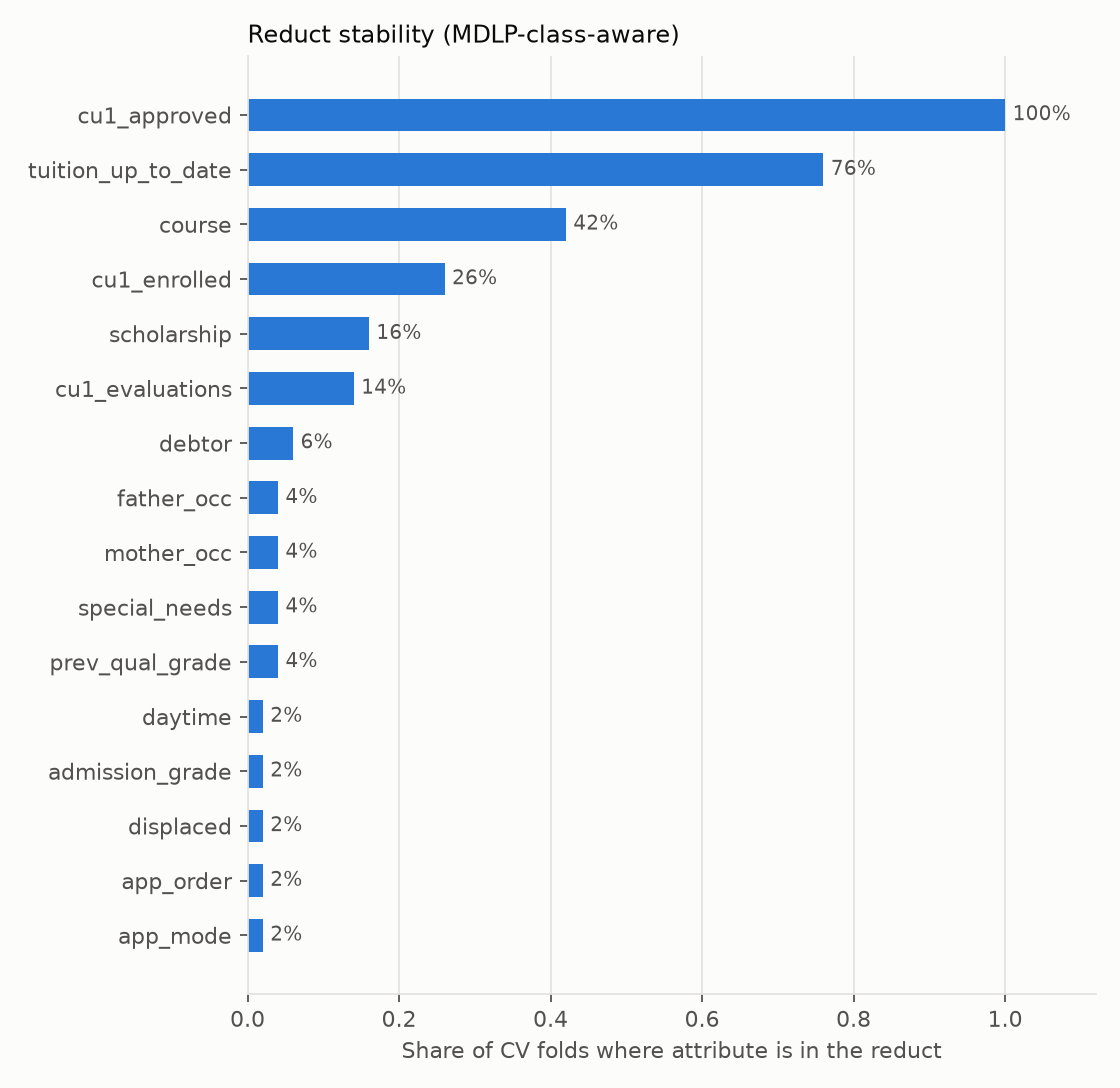 Reduct stability (MDLP-class-aware)
cu1_approved 100%
tuition_up_to_date 76%
course 42%
cu1_enrolled 26%
scholarship 16%
cu1_evaluations 14%
debtor 6%
father_occ 4%
mother_occ 4%
special_needs 4%
prev_qual_grade 4%
daytime 2%
admission_grade 2%
displaced 2%
app_order 2%
app_mode 2%
0.0 0.2 0.4 0.6 0.8 1.0
Share of CV folds where attribute is in the reduct